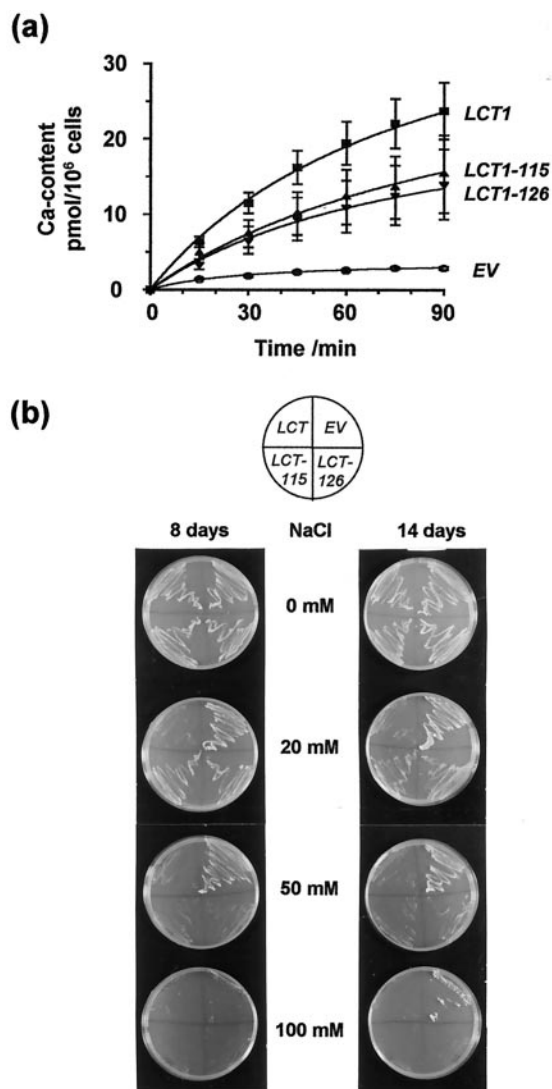 (a)
Ca-content
pmol/10⁶ cells
30
20
10
0
0
30
60
90
Time /min
LCT1
LCT1-115
LCT1-126
EV
(b)
LCT
EV
LCT-
115
LCT-
126
8 days
NaCl
14 days
0 mM
20 mM
50 mM
100 mM